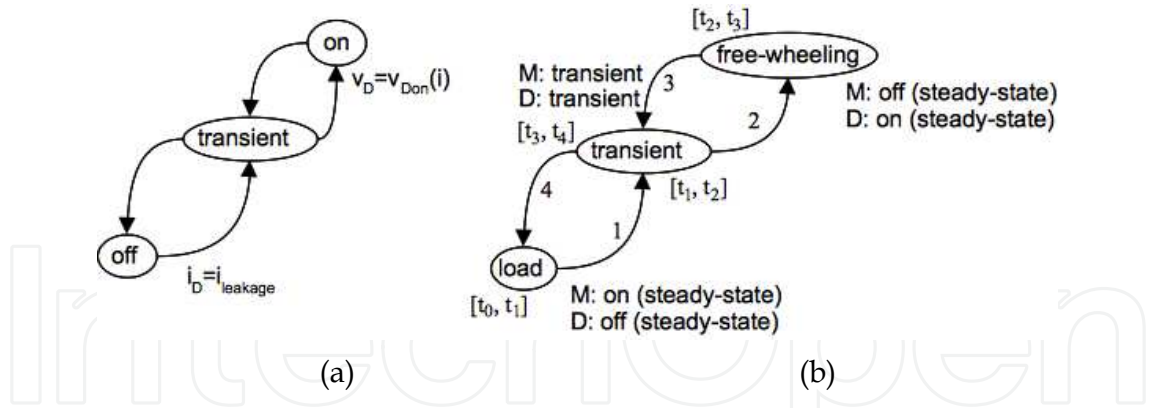 on
v_D=v_Don(i)
transient
off
i_D=i_leakage
(a)
[t₂, t₃]
free-wheeling
M: transient
D: transient
3
M: off (steady-state)
D: on (steady-state)
2
[t₃, t₄]
transient
[t₁, t₂]
4
1
load
[t₀, t₁]
M: on (steady-state)
D: off (steady-state)
(b)
IntechOpen